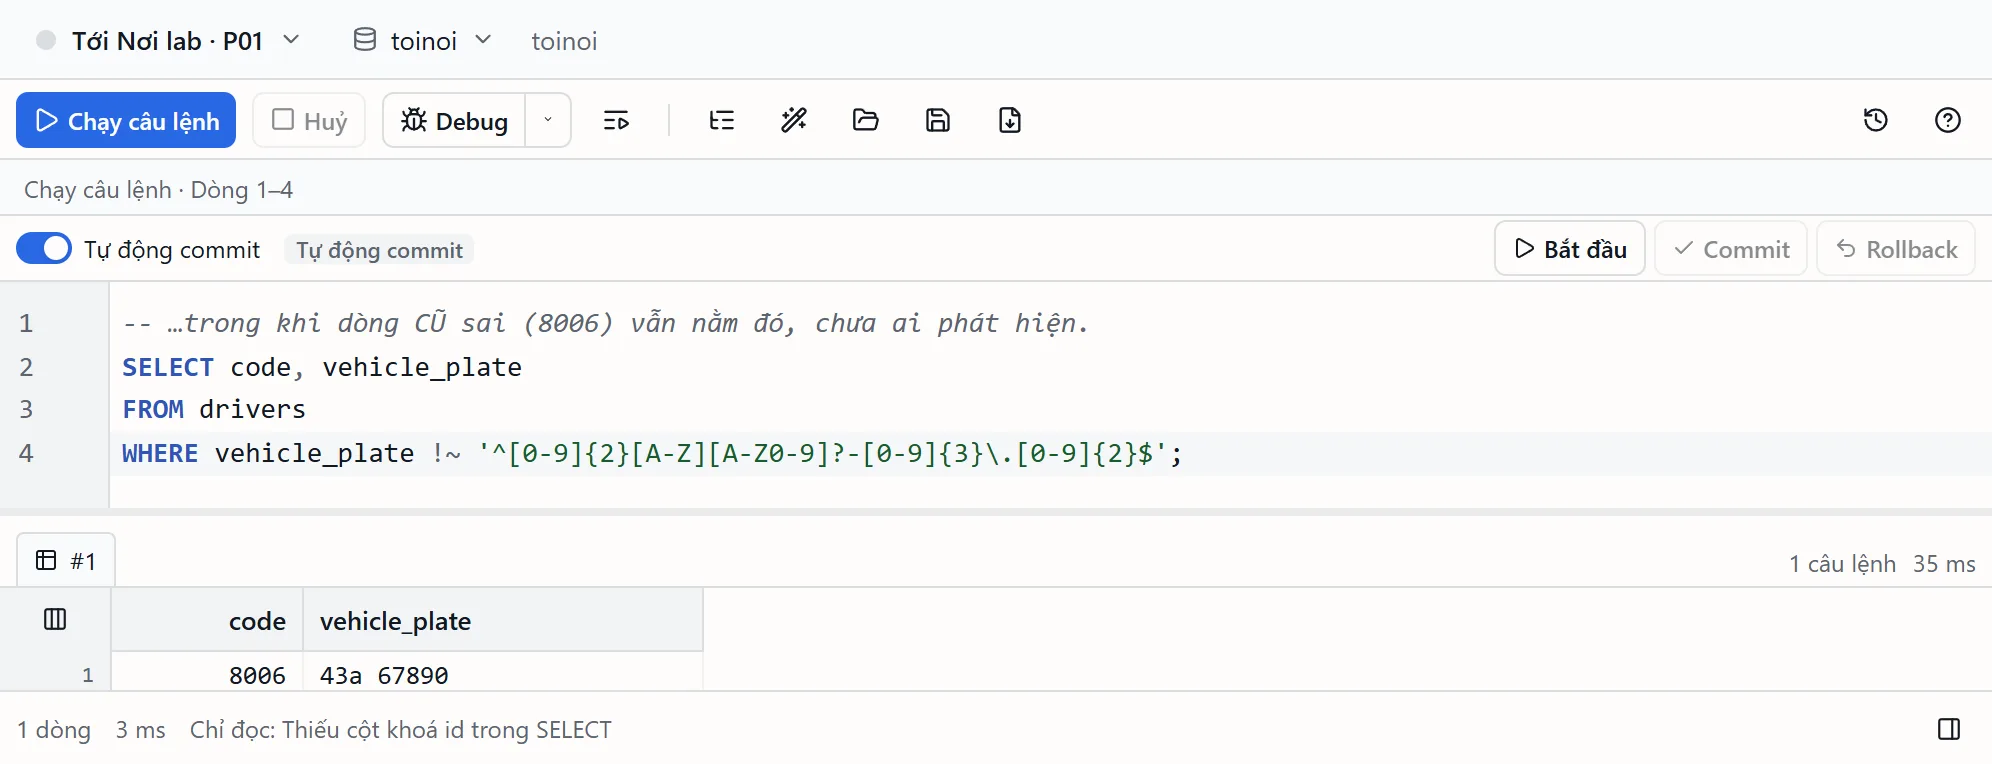 Tới Nơi lab · P01 toinoi toinoi
Chạy câu lệnh Huỷ Debug
Chạy câu lệnh · Dòng 1–4
Tự động commit Tự động commit Bắt đầu Commit Rollback
1 -- …trong khi dòng CŨ sai (8006) vẫn nằm đó, chưa ai phát hiện.
2 SELECT code, vehicle_plate
3 FROM drivers
4 WHERE vehicle_plate !~ '^[0-9]{2}[A-Z][A-Z0-9]?-[0-9]{3}\.[0-9]{2}$';
#1 1 câu lệnh 35 ms
code vehicle_plate
1 8006 43a 67890
1 dòng 3 ms Chỉ đọc: Thiếu cột khoá id trong SELECT